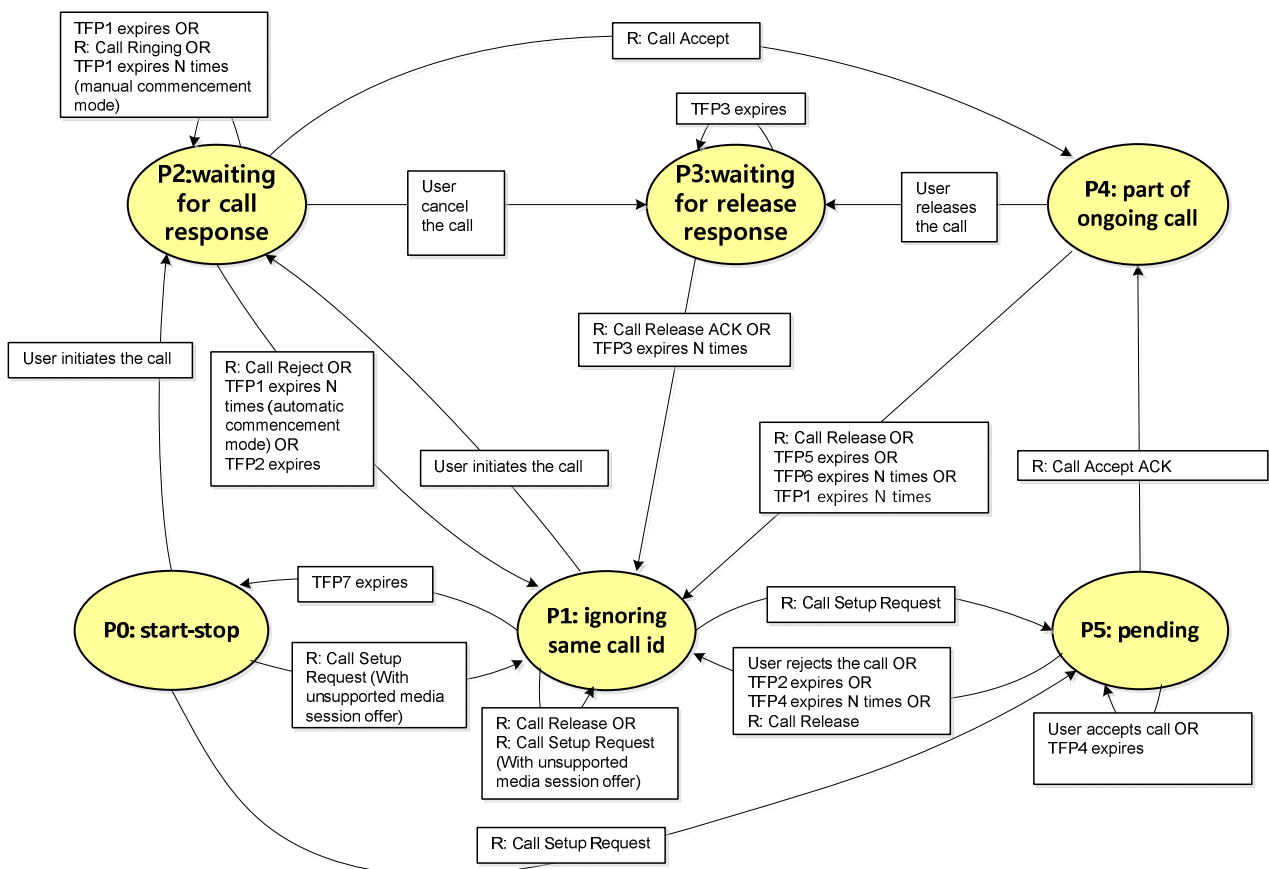 TFP1 expires OR
R: Call Ringing OR
TFP1 expires N times
(manual commencement
mode)
R: Call Accept
TFP3 expires
P2:waiting
for call
response
User
cancel
the call
P3:waiting
for release
response
User
releases
the call
P4: part of
ongoing call
User initiates the call
R: Call Reject OR
TFP1 expires N
times (automatic
commencement
mode) OR
TFP2 expires
R: Call Release ACK OR
TFP3 expires N times
User initiates the call
R: Call Release OR
TFP5 expires OR
TFP6 expires N times OR
TFP1 expires N times
R: Call Accept ACK
TFP7 expires
P0: start-stop
P1: ignoring
same call id
R: Call Setup Request
P5: pending
R: Call Setup
Request (With
unsupported media
session offer)
User rejects the call OR
TFP2 expires OR
TFP4 expires N times OR
R: Call Release
R: Call Release OR
R: Call Setup Request
(With unsupported
media session offer)
User accepts call OR
TFP4 expires
R: Call Setup Request